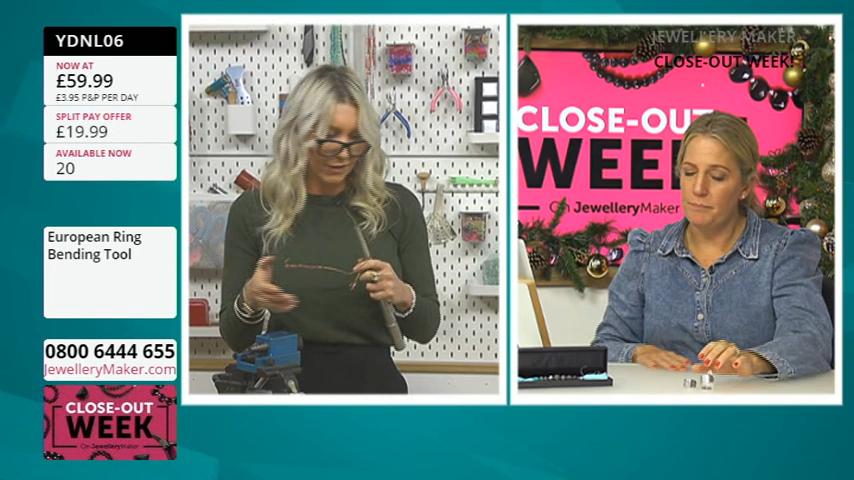 YDNL06
NOW AT
£59.99
£3.95 P&P PER DAY
SPLIT PAY OFFER
£19.99
AVAILABLE NOW
20
European Ring
Bending Tool
0800 6444 655
JewelleryMaker.com
CLOSE-OUT
WEEK
On JewelleryMaker
JEWELLERY MAKER
CLOSE-OUT WEEK!
CLOSE-OUT
WEEK
On JewelleryMaker